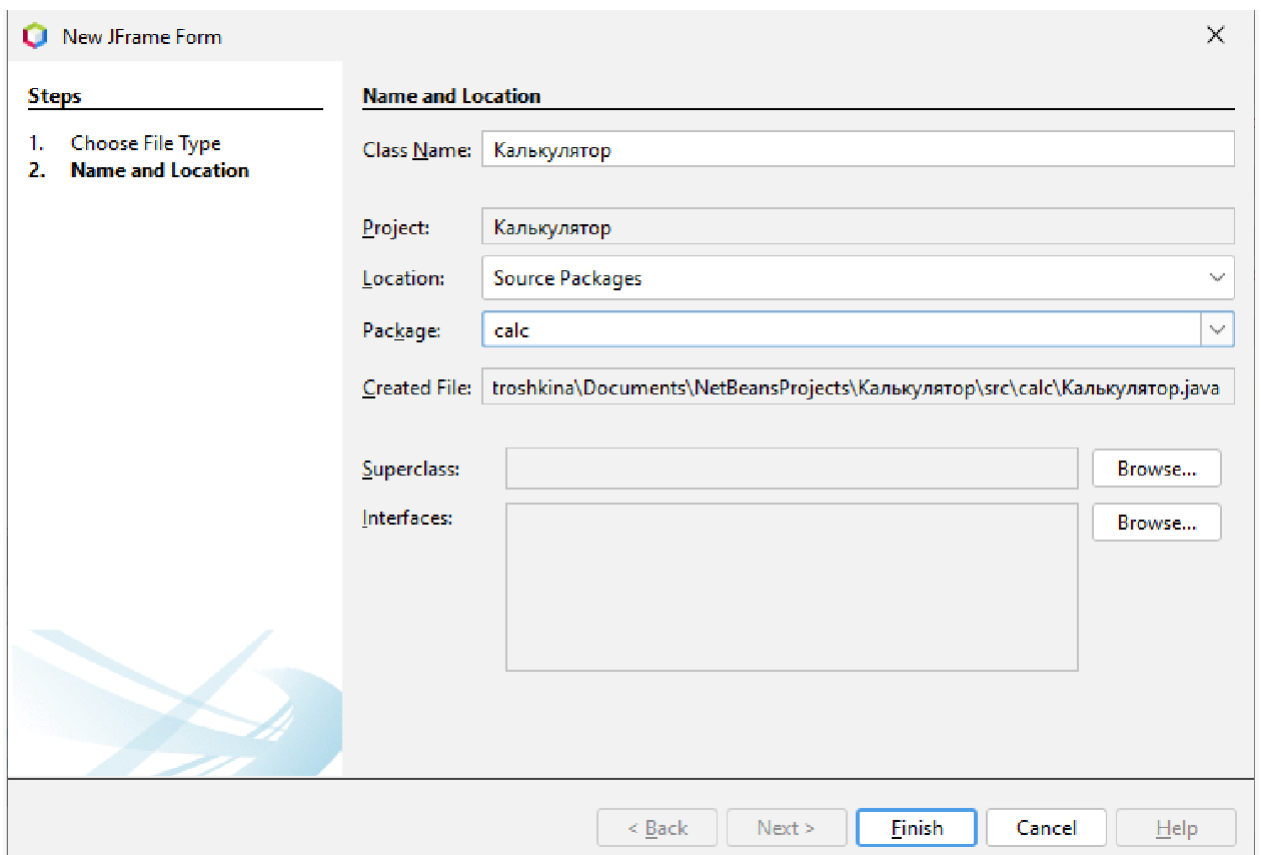 New JFrame Form
Steps
1. Choose File Type
2. Name and Location
Name and Location
Class Name: Калькулятор
Project: Калькулятор
Location: Source Packages
Package: calc
Created File: troshkina\Documents\NetBeansProjects\Калькулятор\src\calc\Калькулятор.java
Superclass: Browse...
Interfaces: Browse...
< Back Next > Finish Cancel Help